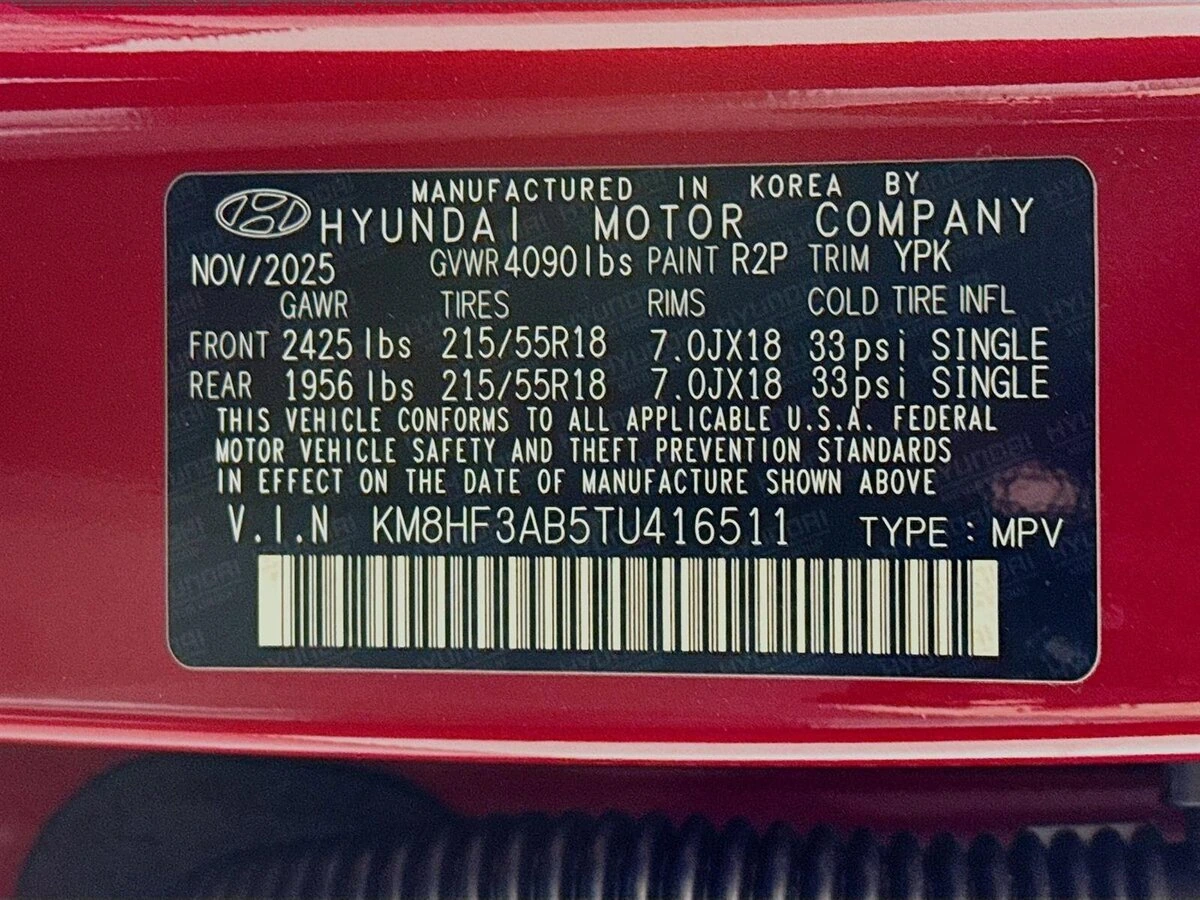 MANUFACTURED IN KOREA BY
HYUNDAI MOTOR COMPANY
NOV/2025 GVWR 4090lbs PAINT R2P TRIM YPK
GAWR TIRES RIMS COLD TIRE INFL
FRONT 2425 lbs 215/55R18 7.0JX18 33psi SINGLE
REAR 1956 lbs 215/55R18 7.0JX18 33psi SINGLE
THIS VEHICLE CONFORMS TO ALL APPLICABLE U.S.A. FEDERAL
MOTOR VEHICLE SAFETY AND THEFT PREVENTION STANDARDS
IN EFFECT ON THE DATE OF MANUFACTURE SHOWN ABOVE
V.I.N KM8HF3AB5TU416511 TYPE : MPV